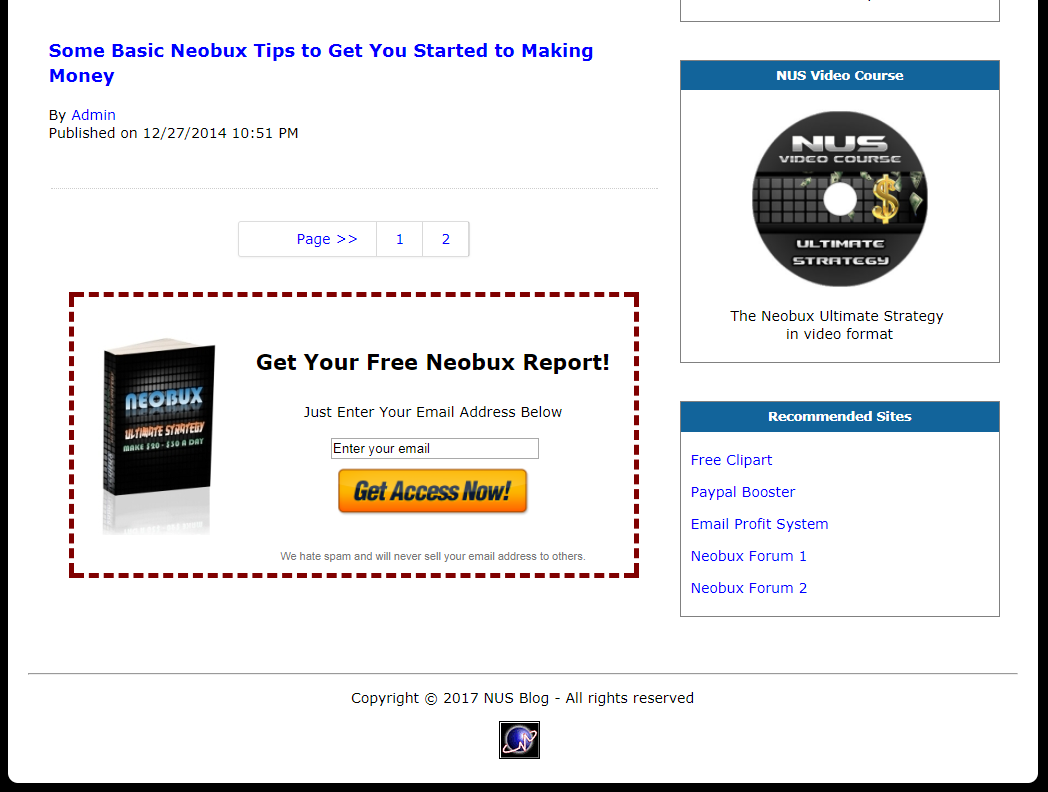 Some Basic Neobux Tips to Get You Started to Making
Money
By Admin
Published on 12/27/2014 10:51 PM
Page >> 1 2
NEOBUX
ULTIMATE STRATEGY
MAKE $20 - $30 A DAY
Get Your Free Neobux Report!
Just Enter Your Email Address Below
Enter your email
Get Access Now!
We hate spam and will never sell your email address to others.
NUS Video Course
NUS
VIDEO COURSE
ULTIMATE
STRATEGY
The Neobux Ultimate Strategy
in video format
Recommended Sites
Free Clipart
Paypal Booster
Email Profit System
Neobux Forum 1
Neobux Forum 2
Copyright © 2017 NUS Blog - All rights reserved